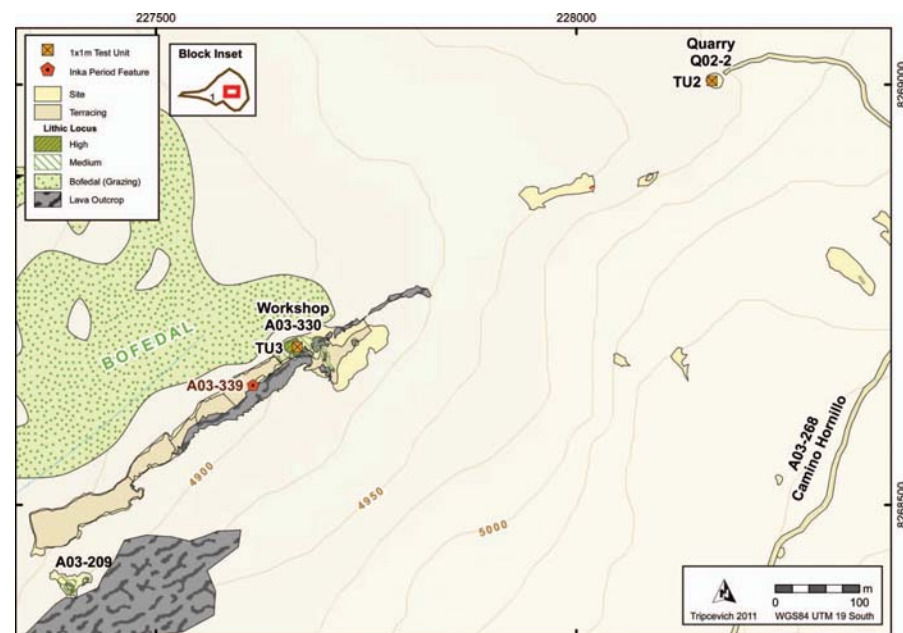 227500
228000
1x1m Test Unit
Inka Period Feature
Site
Terracing
Lithic Locus
High
Medium
Bofedal (Grazing)
Lava Outcrop
Block Inset
1
Quarry
Q02-2
TU2
8269000
BOFEDAL
Workshop
A03-330
TU3
A03-339
4900
4950
5000
A03-268
Camino Hornillo
8268500
A03-209
Tripcevich 2011
0 100 m
WGS84 UTM 19 South